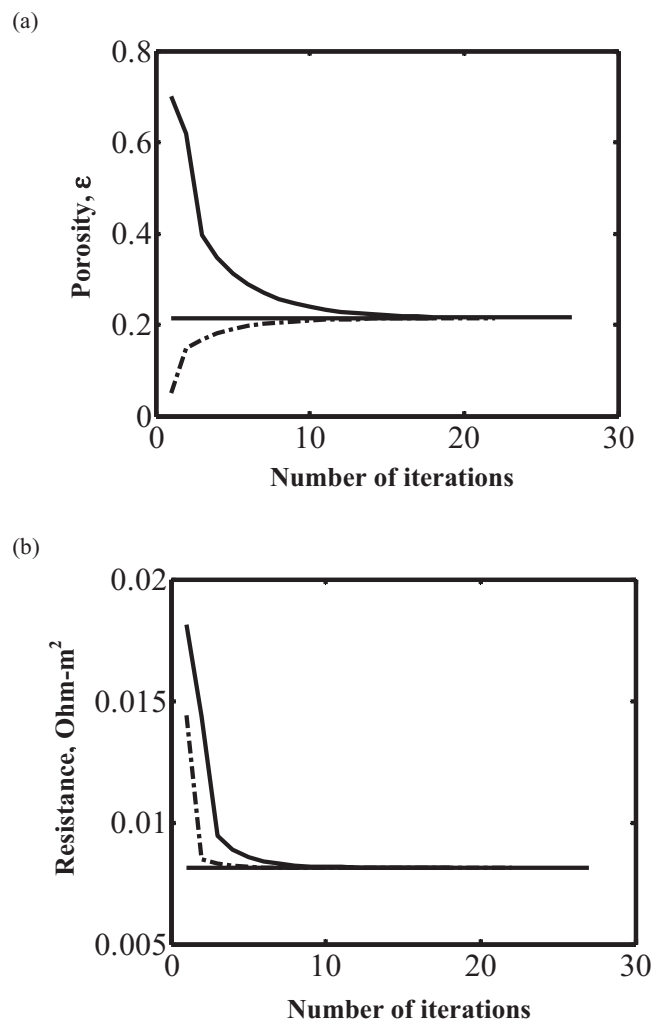 (a)
0.8
0.6
0.4
0.2
0
Porosity, ε
0 10 20 30
Number of iterations
(b)
0.02
0.015
0.01
0.005
Resistance, Ohm-m²
0 10 20 30
Number of iterations